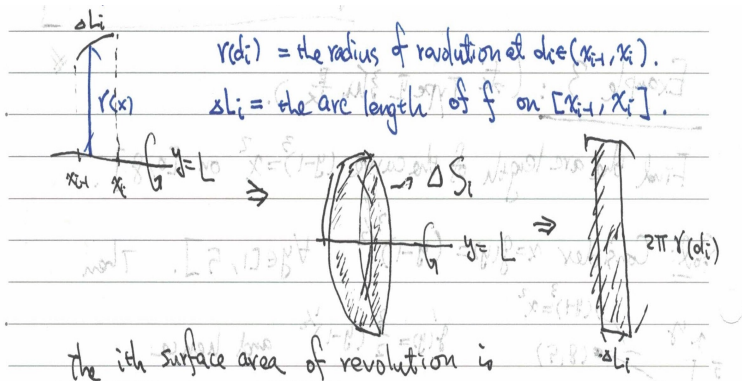 ΔLi
r(di) = the radius of revolution at di∈(xi-1, xi).
r(x)
ΔLi = the arc length of f on [xi-1, xi].
xi-1 xi y=L ⇒ → ΔSi y=L ⇒ 2π r(di)
ΔLi
The ith surface area of revolution is